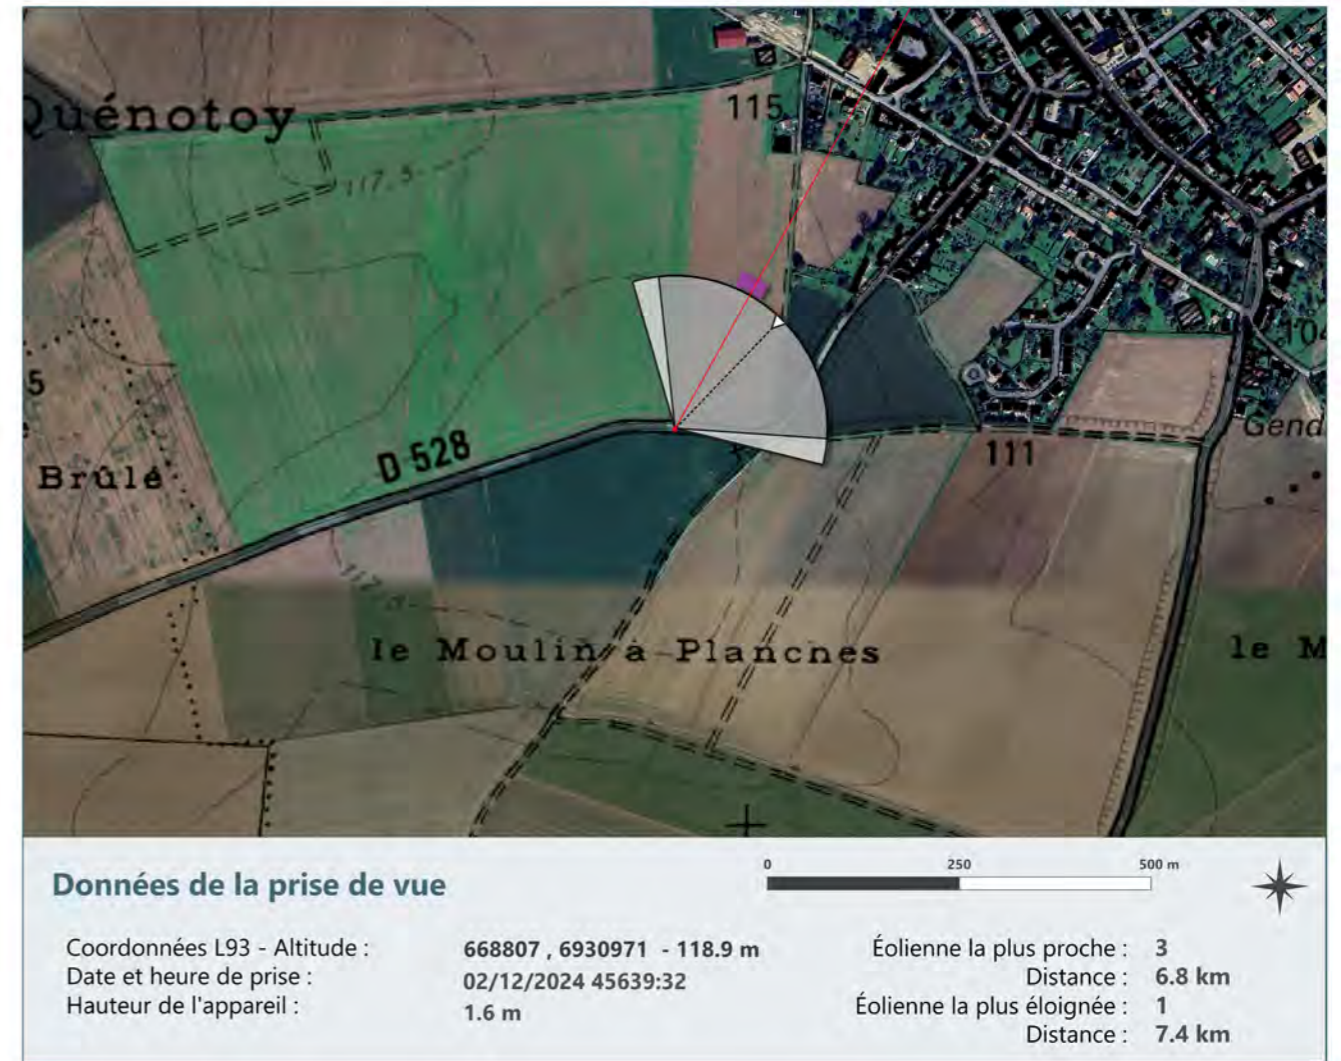 Quénotoy
115
117.5
104
5
Gend
D 528
111
Brûlé
117.5
le Moulin à Planches
le M
0 250 500 m
Données de la prise de vue
Coordonnées L93 - Altitude : 668807 , 6930971 - 118.9 m
Date et heure de prise : 02/12/2024 45639:32
Hauteur de l'appareil : 1.6 m
Éolienne la plus proche : 3
Distance : 6.8 km
Éolienne la plus éloignée : 1
Distance : 7.4 km